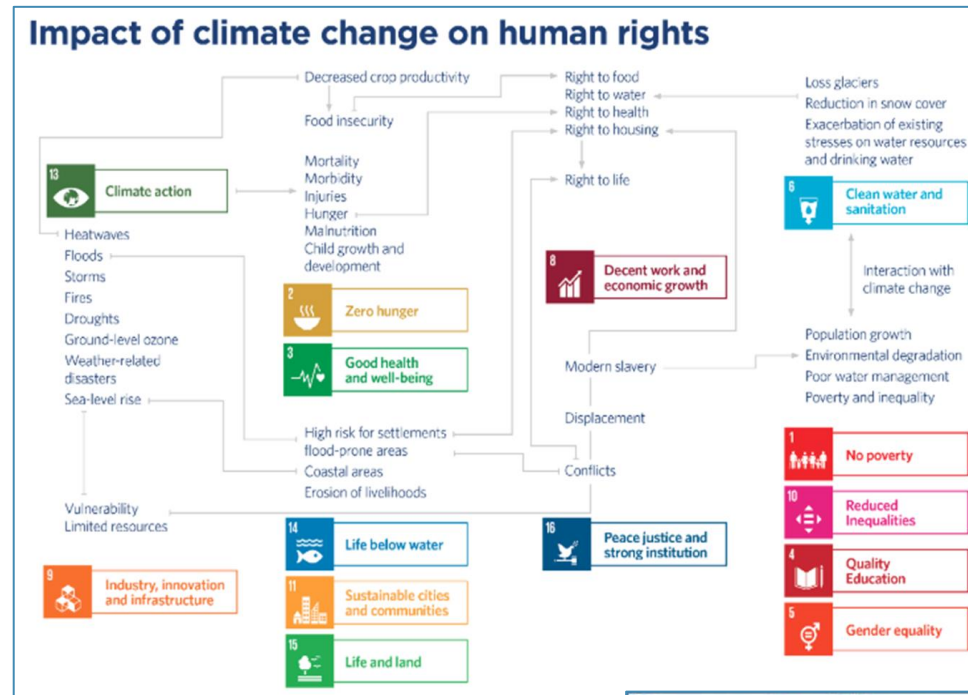 Impact of climate change on human rights
Decreased crop productivity
Food insecurity
Right to food
Right to water
Right to health
Right to housing
Right to life
Loss glaciers
Reduction in snow cover
Exacerbation of existing
stresses on water resources
and drinking water
13
Climate action
Mortality
Morbidity
Injuries
Hunger
Malnutrition
Child growth and
development
6
Clean water and
sanitation
Heatwaves
Floods
Storms
Fires
Droughts
Ground-level ozone
Weather-related
disasters
Sea-level rise
2
Zero hunger
3
Good health
and well-being
8
Decent work and
economic growth
Interaction with
climate change
Modern slavery
Displacement
Conflicts
Population growth
Environmental degradation
Poor water management
Poverty and inequality
High risk for settlements
flood-prone areas
Coastal areas
Erosion of livelihoods
Vulnerability
Limited resources
9
Industry, innovation
and infrastructure
14
Life below water
11
Sustainable cities
and communities
15
Life and land
16
Peace justice and
strong institution
1
No poverty
10
Reduced
Inequalities
4
Quality
Education
5
Gender equality